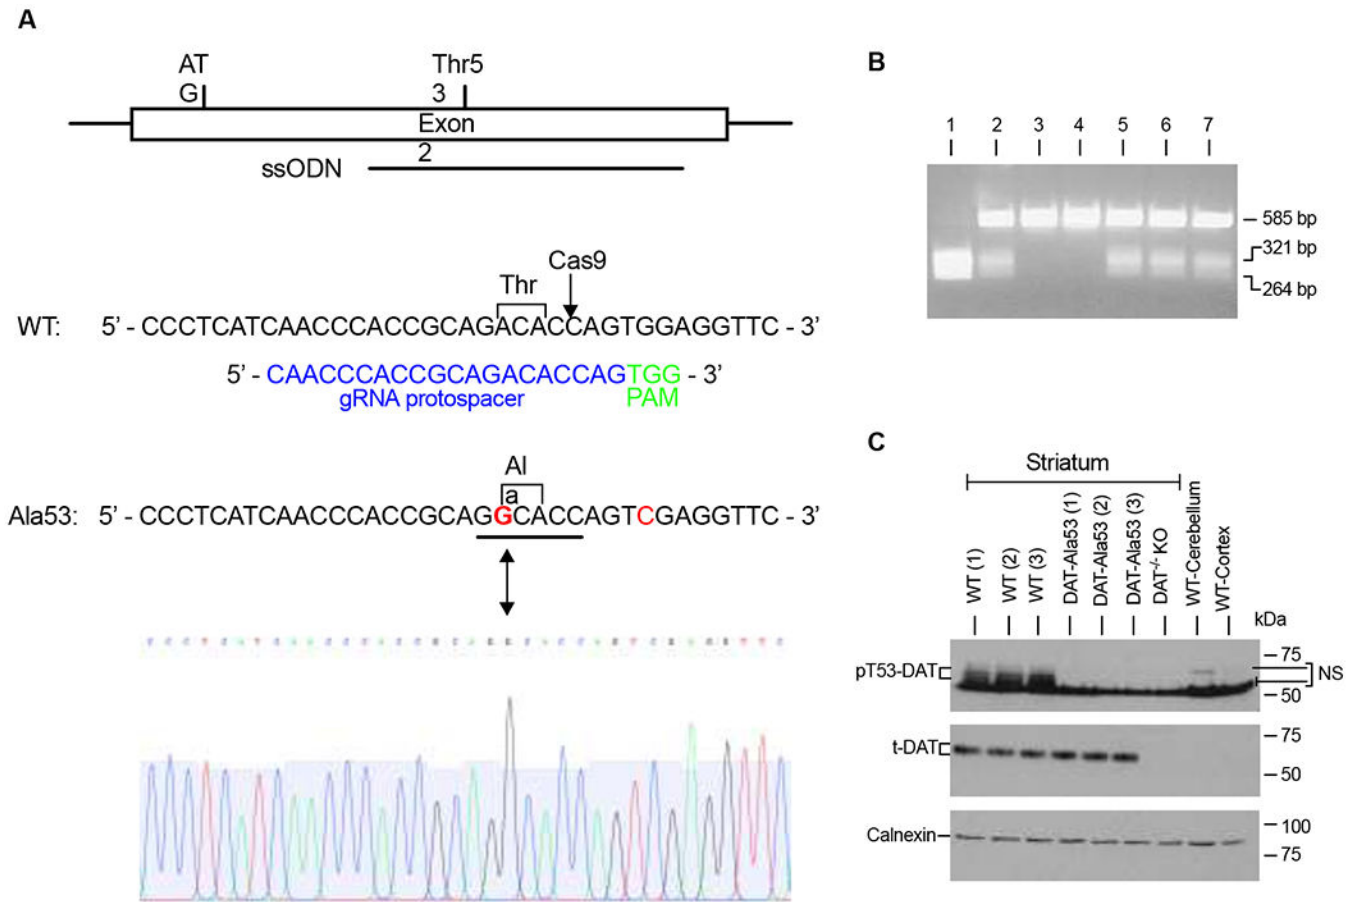 A
AT
G
Thr5
3
Exon
2
ssODN
WT: 5’ - CCCTCATCAACCCACCGCAGACACCAGTGGAGGTTC - 3’
Thr
Cas9
5’ - CAACCCACCGCAGACACCAGTGG - 3’
gRNA protospacer
PAM
Al
a
Ala53: 5’ - CCCTCATCAACCCACCGCAGGCACCAGTCGAGGTTC - 3’
B
1 2 3 4 5 6 7
585 bp
321 bp
264 bp
C
Striatum
WT (1)
WT (2)
WT (3)
DAT-Ala53 (1)
DAT-Ala53 (2)
DAT-Ala53 (3)
DAT-/- KO
WT-Cerebellum
WT-Cortex
kDa
pT53-DAT
75
50
NS
t-DAT
75
50
Calnexin
100
75